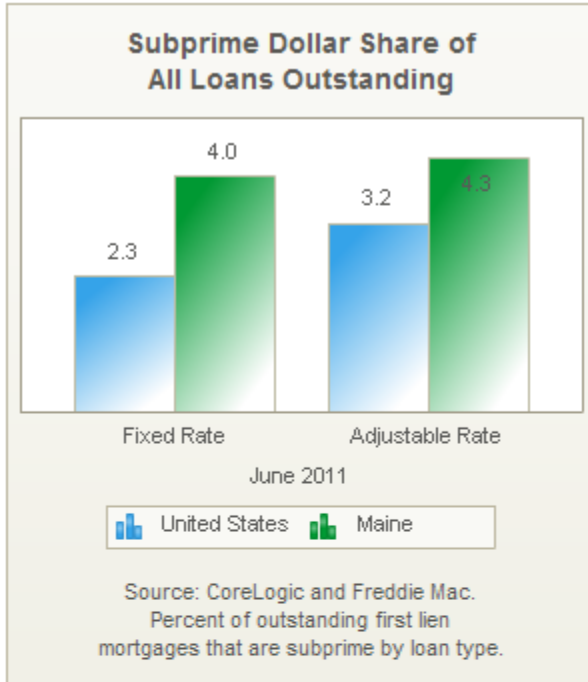 Subprime Dollar Share of
All Loans Outstanding
2.3
4.0
3.2
4.3
Fixed Rate
Adjustable Rate
June 2011
United States
Maine
Source: CoreLogic and Freddie Mac.
Percent of outstanding first lien
mortgages that are subprime by loan type.